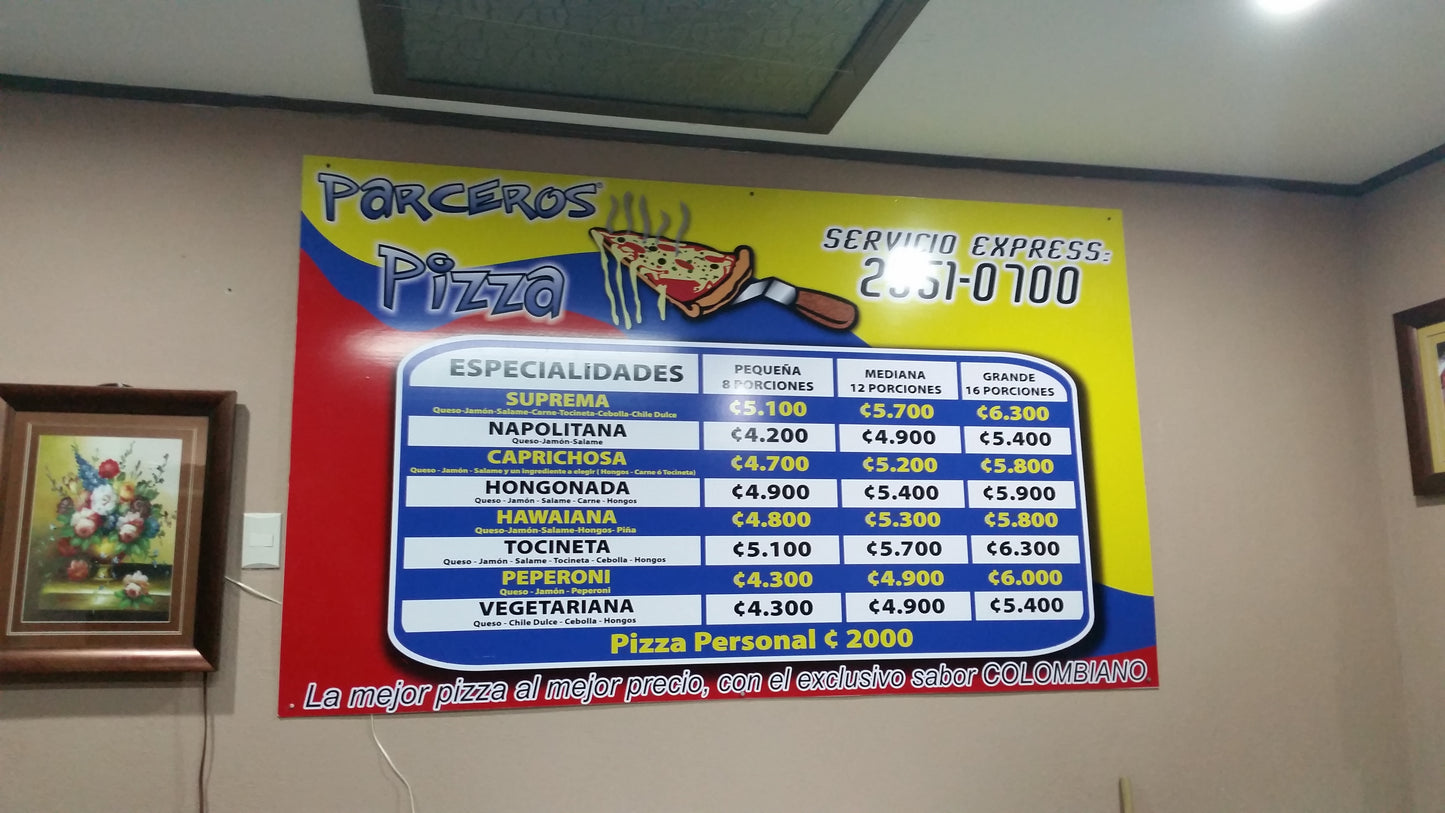 PARCEROS
Pizza
SERVICIO EXPRESS:
ESPECIALIDADES PEQUEÑA 8 PORCIONES MEDIANA 12 PORCIONES GRANDE 16 PORCIONES
SUPREMA ¢5.100 ¢5.700 ¢6.300
Queso-Jamón-Salame-Carne-Tocineta-Cebolla-Chile Dulce
NAPOLITANA ¢4.200 ¢4.900 ¢5.400
Queso-Jamón-Salame
CAPRICHOSA ¢4.700 ¢5.200 ¢5.800
Queso - Jamón - Salame y un ingrediente a elegir ( Hongos - Carne ó Tocineta)
HONGONADA ¢4.900 ¢5.400 ¢5.900
Queso - Jamón - Salame - Carne - Hongos
HAWAIANA ¢4.800 ¢5.300 ¢5.800
Queso-Jamón-Salame-Hongos- Piña
TOCINETA ¢5.100 ¢5.700 ¢6.300
Queso - Jamón - Salame - Tocineta - Cebolla - Hongos
PEPERONI ¢4.300 ¢4.900 ¢6.000
Queso - Jamón - Peperoni
VEGETARIANA ¢4.300 ¢4.900 ¢5.400
Queso - Chile Dulce - Cebolla - Hongos
Pizza Personal ¢ 2000
La mejor pizza al mejor precio, con el exclusivo sabor COLOMBIANO